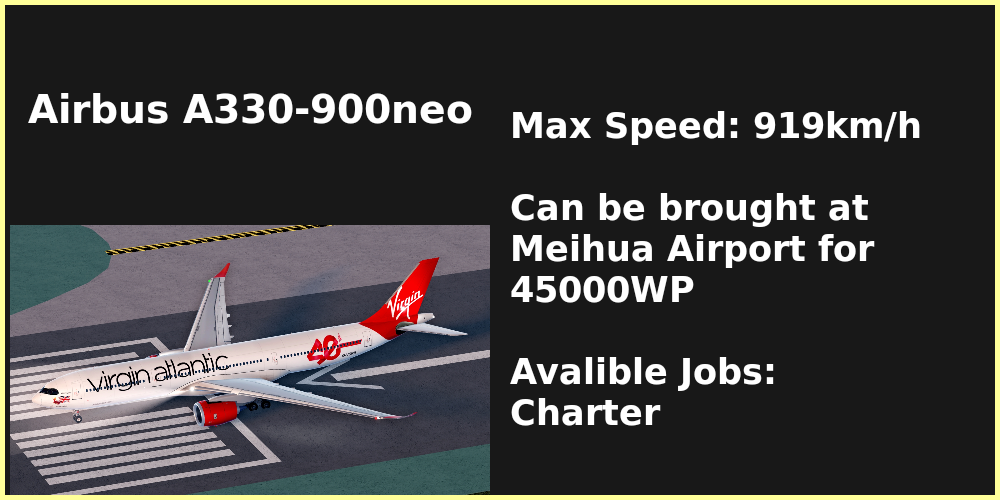 Airbus A330-900neo
Max Speed: 919km/h
Can be brought at
Meihua Airport for
45000WP
Avalible Jobs:
Charter
Virgin
virgin atlantic
40